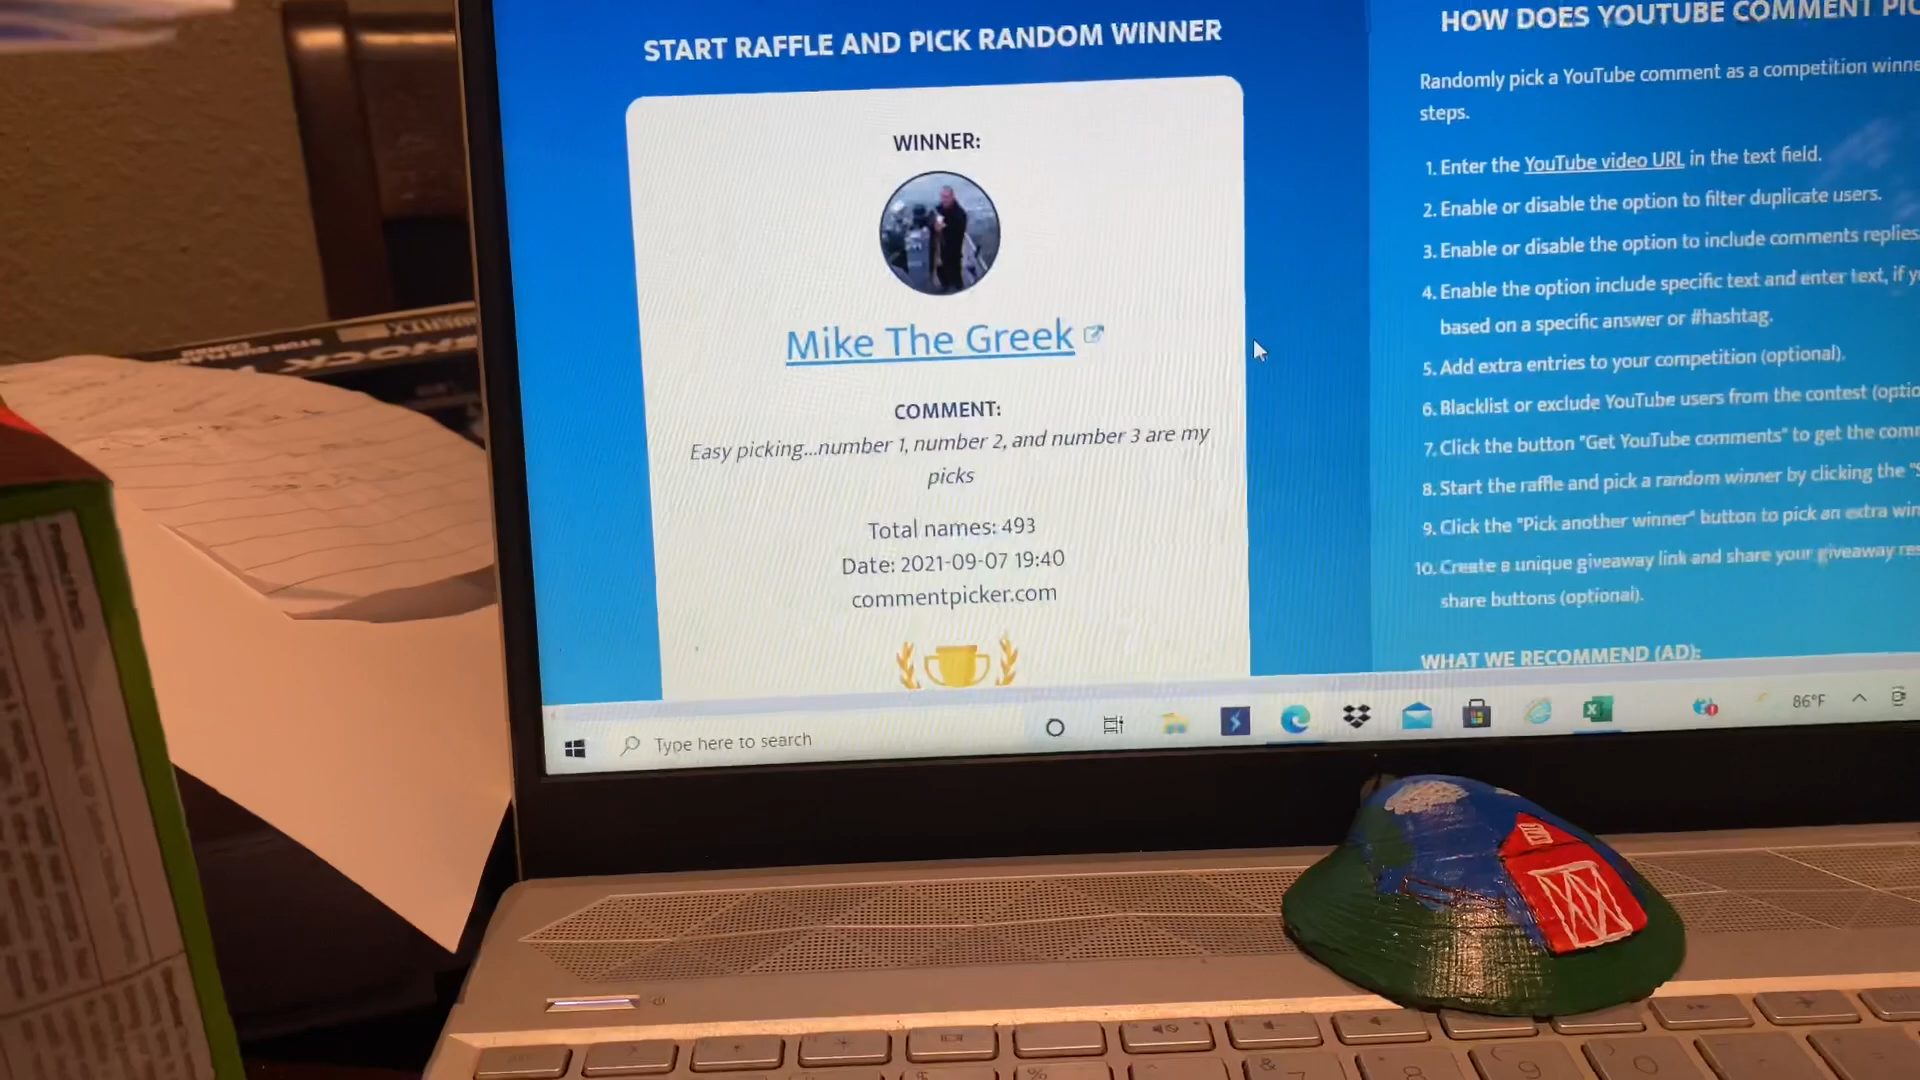 START RAFFLE AND PICK RANDOM WINNER
WINNER:
Mike The Greek
COMMENT:
Easy picking...number 1, number 2, and number 3 are my
picks
Total names: 493
Date: 2021-09-07 19:40
commentpicker.com
HOW DOES YOUTUBE COMMENT
Randomly pick a YouTube comment as a competition
steps.
1. Enter the YouTube video URL in the text field.
2. Enable or disable the option to filter duplicate users.
3. Enable or disable the option to include comments replies
4. Enable the option include specific text and enter text, if
based on a specific answer or #hashtag.
5. Add extra entries to your competition (optional).
6. Blacklist or exclude YouTube users from the contest
7. Click the button "Get YouTube comments" to get the
8. Start the raffle and pick a random winner by clicking the
9. Click the "Pick another winner" button to pick an extra
10. Create a unique giveaway link and share your giveaway
share buttons (optional).
WHAT WE RECOMMEND (AD):
Type here to search
86°F